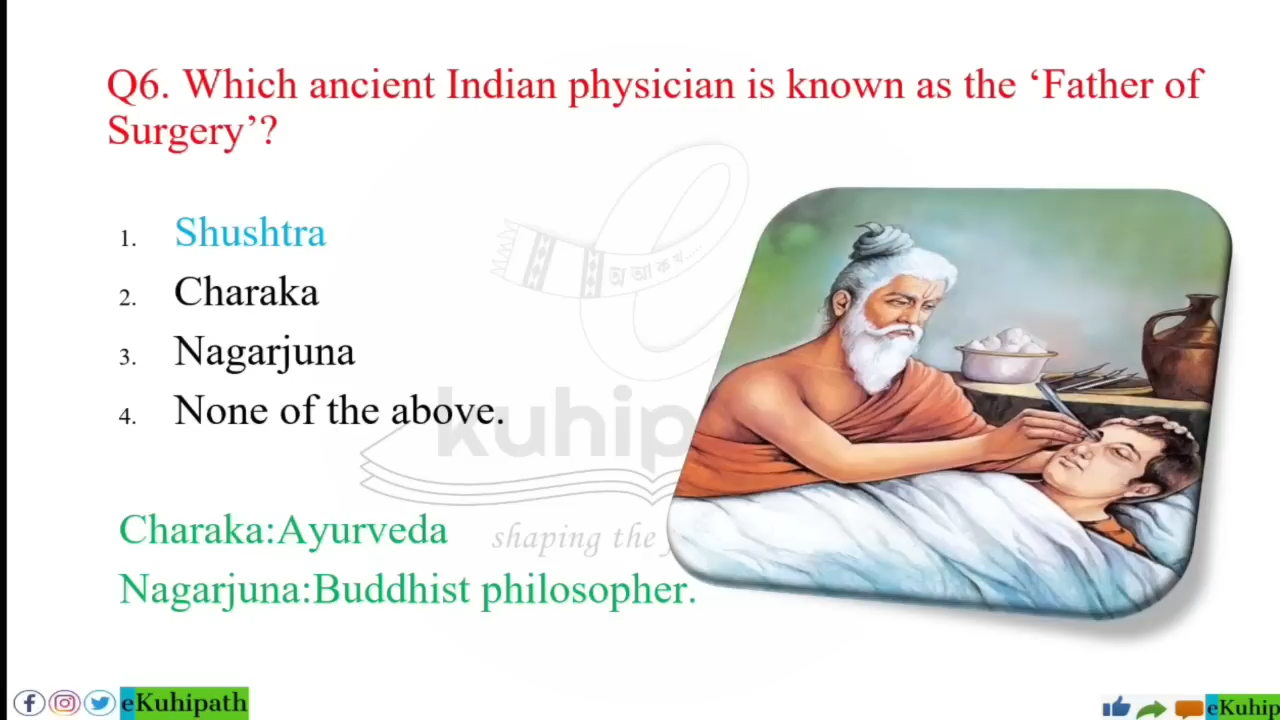 Q6. Which ancient Indian physician is known as the ‘Father of
Surgery’?
1. Shushtra
2. Charaka
3. Nagarjuna
4. None of the above.
অ আ ক খ....
kuhip
Charaka:Ayurveda
shaping the
Nagarjuna:Buddhist philosopher.
eKuhipath
eKuhip